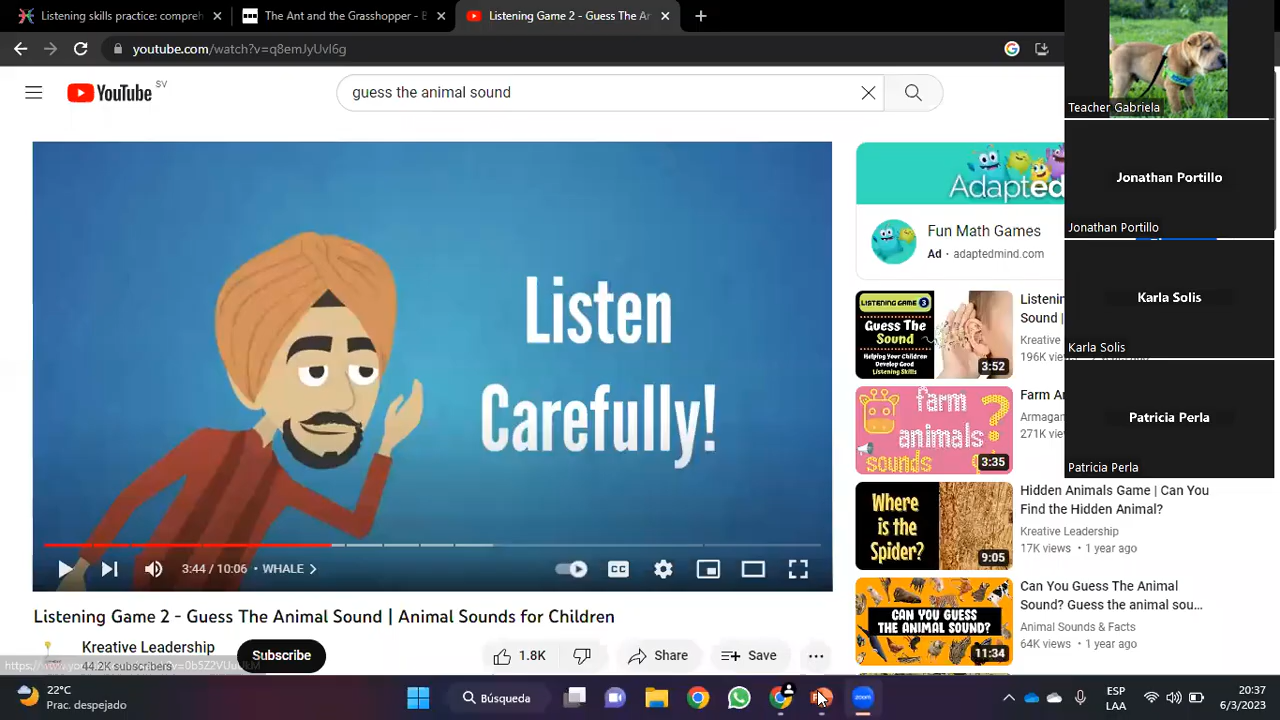 Listening skills practice: compreh
The Ant and the Grasshopper - B
Listening Game 2 - Guess The An
youtube.com/watch?v=q8emJyUvl6g
YouTube SV
guess the animal sound
Listen
Carefully!
3:44 / 10:06 • WHALE
Listening Game 2 - Guess The Animal Sound | Animal Sounds for Children
Kreative Leadership
44.2K subscribers
Subscribe
1.8K
Share
Save
Adapted
Fun Math Games
Ad • adaptedmind.com
LISTENING GAME 3
Guess The
Sound
Helping Your Children
Develop Good
Listening Skills
3:52
Listenin
Sound |
Kreative
196K view
farm
animals
sounds
3:35
Farm An
Armagan
271K view
Where
is the
Spider?
9:05
Hidden Animals Game | Can You
Find the Hidden Animal?
Kreative Leadership
17K views • 1 year ago
CAN YOU GUESS
THE ANIMAL SOUND?
11:34
Can You Guess The Animal
Sound? Guess the animal sou...
Animal Sounds & Facts
64K views • 1 year ago
Teacher Gabriela
Jonathan Portillo
Jonathan Portillo
Karla Solis
Karla Solis
Patricia Perla
Patricia Perla
22°C
Prac. despejado
Búsqueda
zoom
ESP
LAA
20:37
6/3/2023